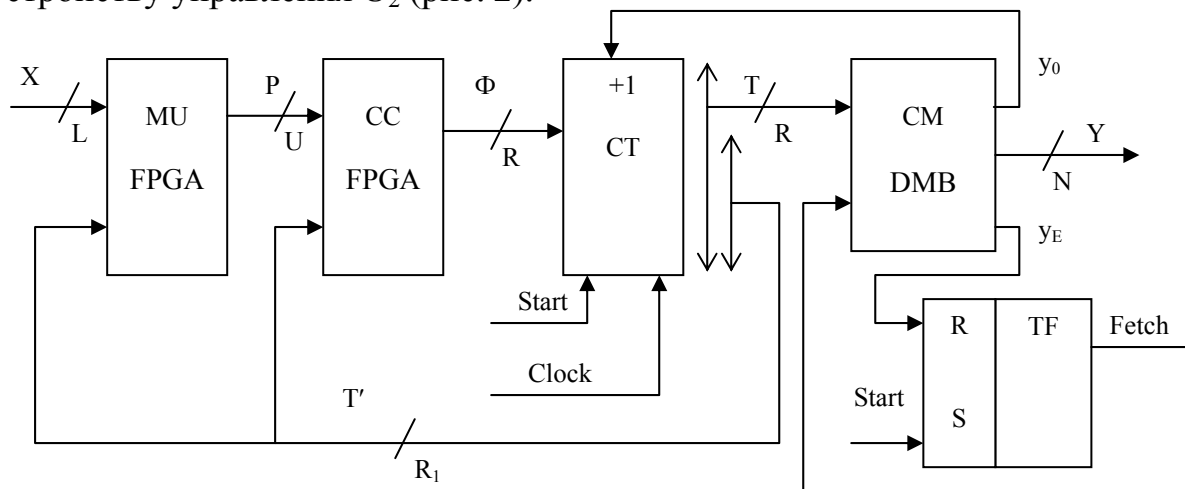 стройству управления U₂ (рис. 2).
X
L
MU
FPGA
P
U
CC
FPGA
Φ
R
+1
CT
T
R
CM
DMB
y₀
Y
N
yE
Start
Clock
T′
R₁
R
TF
Fetch
Start
S